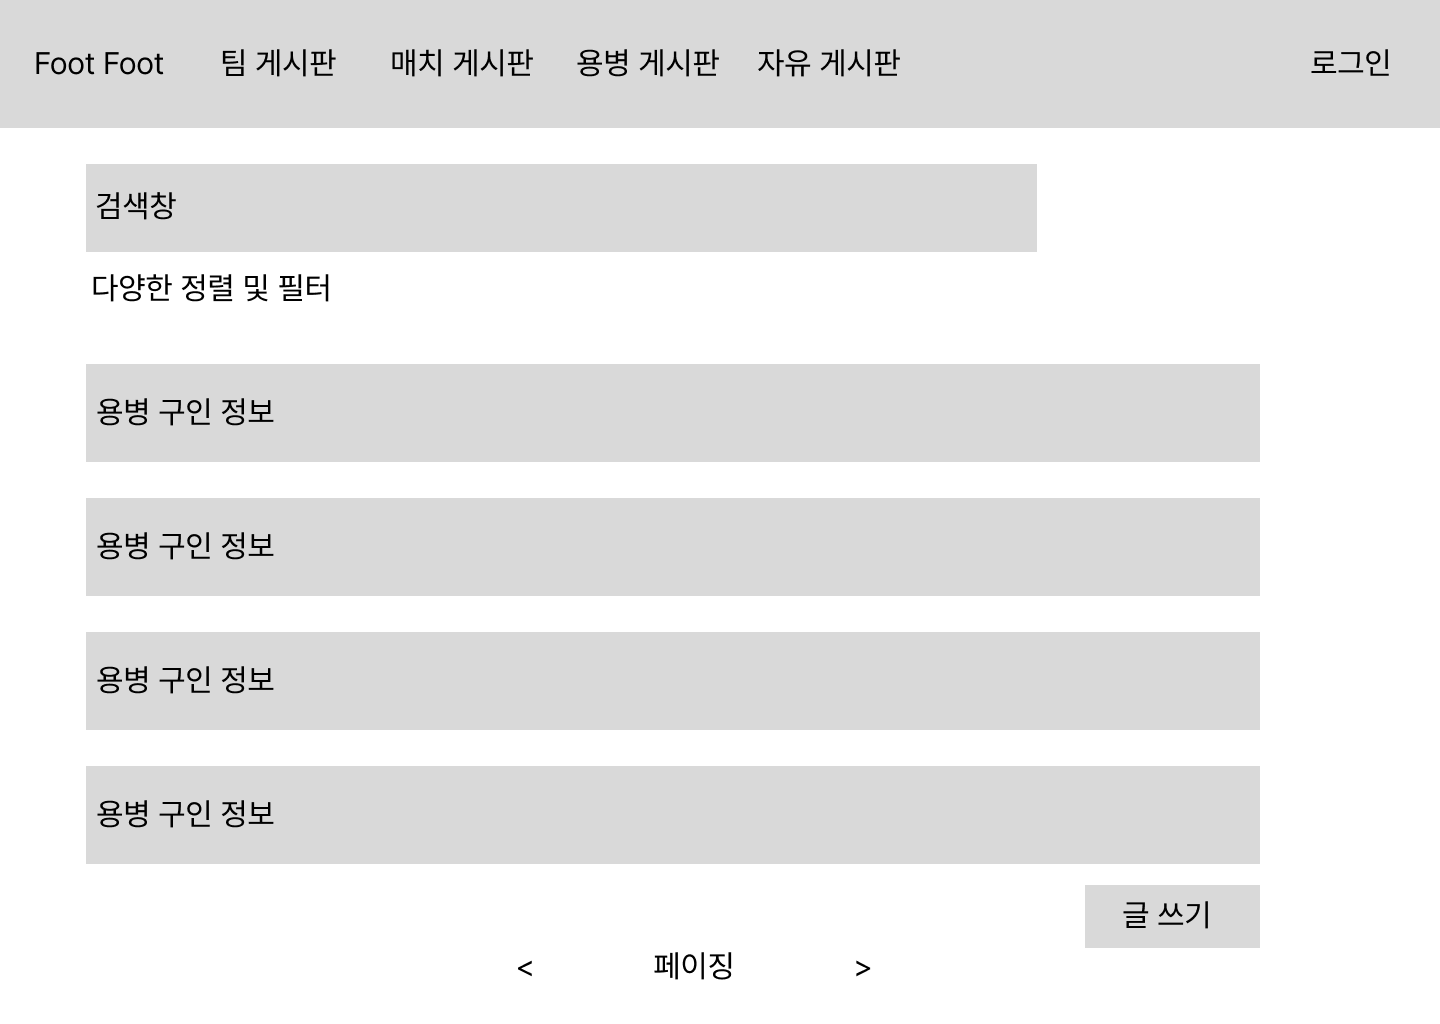 Foot Foot 팀 게시판 매치 게시판 용병 게시판 자유 게시판 로그인
검색창
다양한 정렬 및 필터
용병 구인 정보
용병 구인 정보
용병 구인 정보
용병 구인 정보
글 쓰기
< 페이징 >